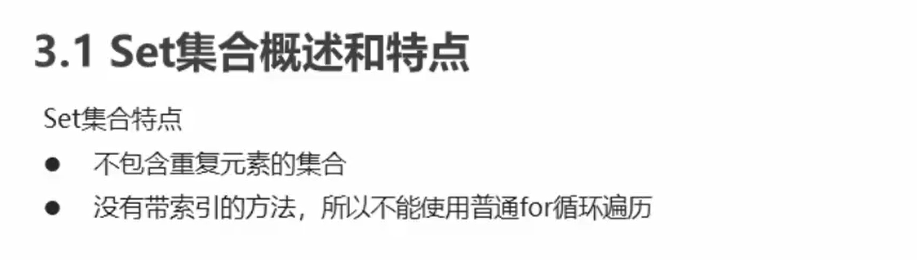 3.1 Set集合概述和特点
Set集合特点
● 不包含重复元素的集合
● 没有带索引的方法，所以不能使用普通for循环遍历